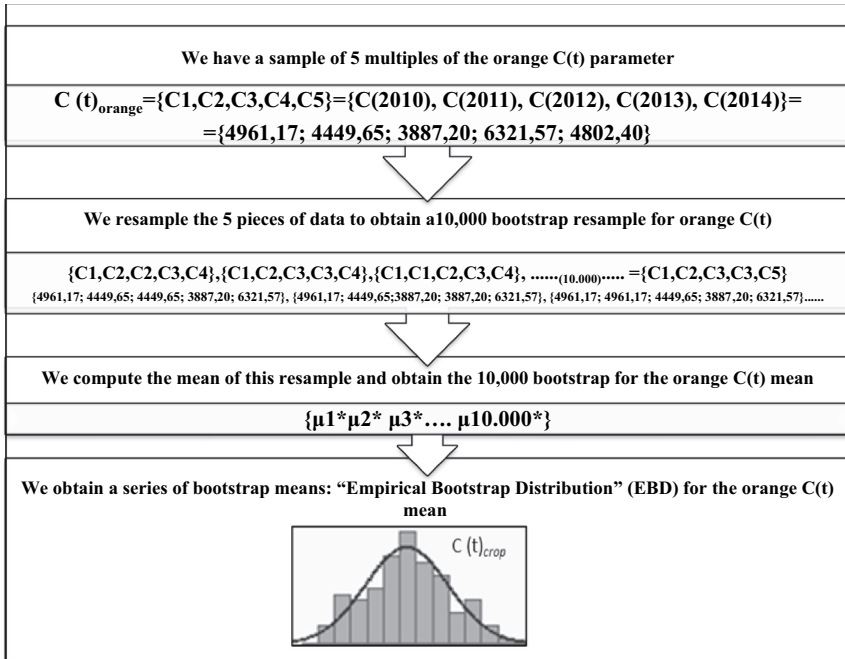 We have a sample of 5 multiples of the orange C(t) parameter
C (t)orange={C1,C2,C3,C4,C5}={C(2010), C(2011), C(2012), C(2013), C(2014)}=
={4961,17; 4449,65; 3887,20; 6321,57; 4802,40}
We resample the 5 pieces of data to obtain a10,000 bootstrap resample for orange C(t)
{C1,C2,C2,C3,C4},{C1,C2,C3,C3,C4},{C1,C1,C2,C3,C4}, ......(10.000)..... ={C1,C2,C3,C3,C5}
{4961,17; 4449,65; 4449,65; 3887,20; 6321,57}, {4961,17; 4449,65;3887,20; 3887,20; 6321,57}, {4961,17; 4961,17; 4449,65; 3887,20; 6321,57}......
We compute the mean of this resample and obtain the 10,000 bootstrap for the orange C(t) mean
{μ1*μ2* μ3*…. μ10.000*}
We obtain a series of bootstrap means: “Empirical Bootstrap Distribution” (EBD) for the orange C(t)
mean
C (t)crop